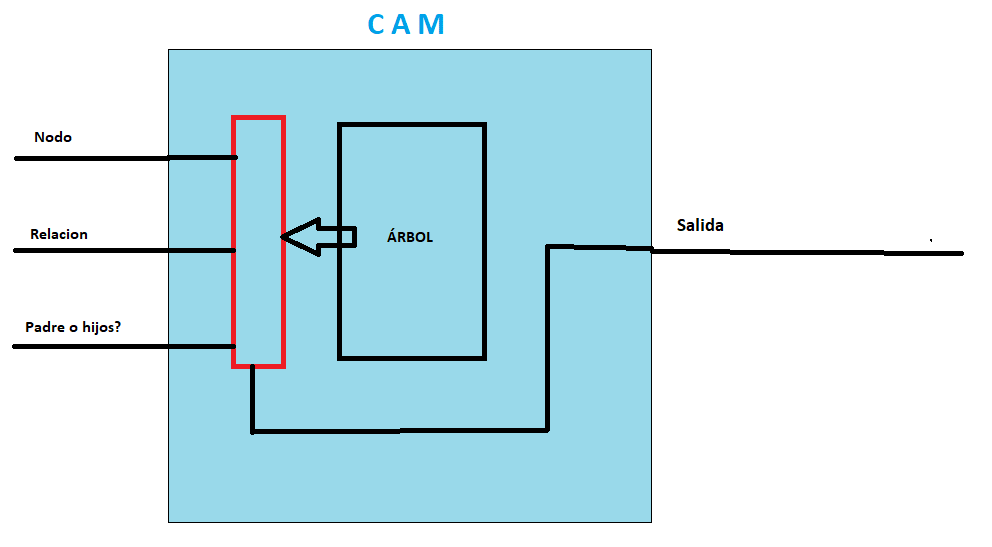 C A M
Nodo
Relacion
Padre o hijos?
ÁRBOL
Salida